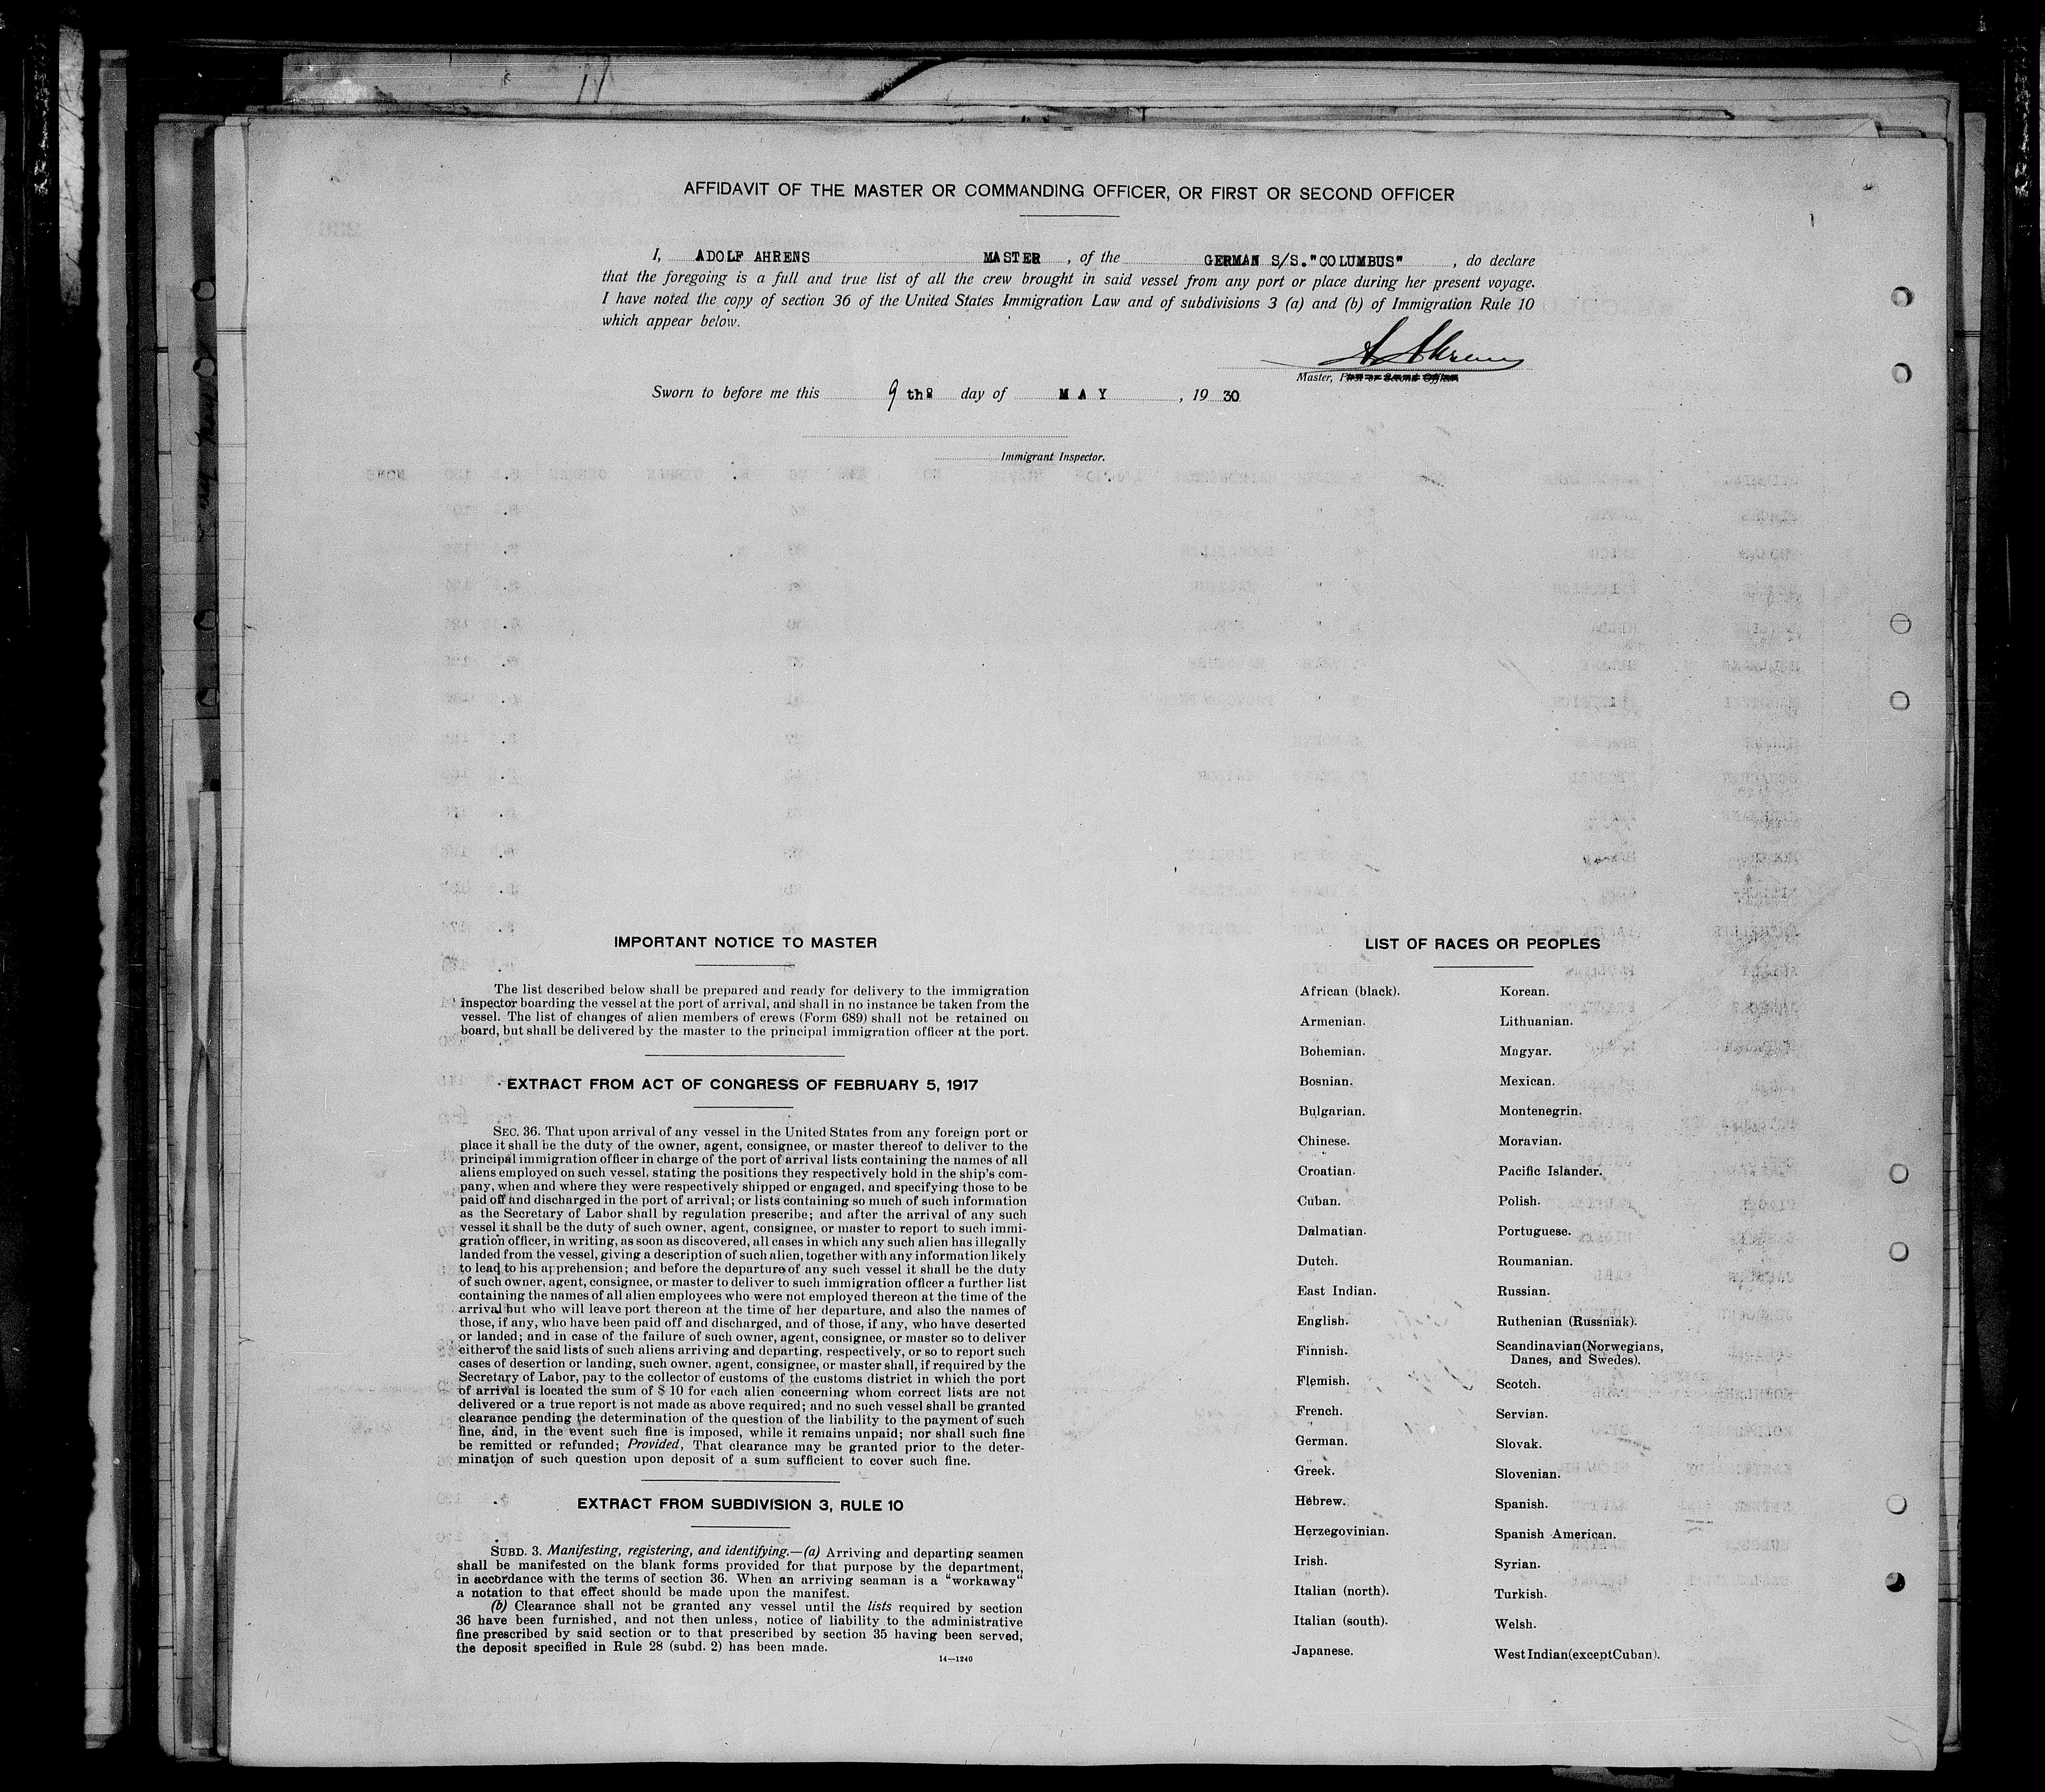 AFFIDAVIT OF THE MASTER OR COMMANDING OFFICER, OR FIRST OR SECOND OFFICER
I, ADOLF AHRENS MASTER , of the GERMAN S/S."COLUMBUS" , do declare
that the foregoing is a full and true list of all the crew brought in said vessel from any port or place during her present voyage.
I have noted the copy of section 36 of the United States Immigration Law and of subdivisions 3 (a) and (b) of Immigration Rule 10
which appear below.
A Ahrens
Master, First or Second Officer
Sworn to before me this 9 th day of MAY , 19 30
Immigrant Inspector.
IMPORTANT NOTICE TO MASTER
The list described below shall be prepared and ready for delivery to the immigration
inspector boarding the vessel at the port of arrival, and shall in no instance be taken from the
vessel. The list of changes of alien members of crews (Form 689) shall not be retained on
board, but shall be delivered by the master to the principal immigration officer at the port.
EXTRACT FROM ACT OF CONGRESS OF FEBRUARY 5, 1917
SEC. 36. That upon arrival of any vessel in the United States from any foreign port or
place it shall be the duty of the owner, agent, consignee, or master thereof to deliver to the
principal immigration officer in charge of the port of arrival lists containing the names of all
aliens employed on such vessel, stating the positions they respectively hold in the ship's com-
pany, when and where they were respectively shipped or engaged, and specifying those to be
paid off and discharged in the port of arrival; or lists containing so much of such information
as the Secretary of Labor shall by regulation prescribe; and after the arrival of any such
vessel it shall be the duty of such owner, agent, consignee, or master to report to such immi-
gration officer, in writing, as soon as discovered, all cases in which any such alien has illegally
landed from the vessel, giving a description of such alien, together with any information likely
to lead to his apprehension; and before the departure of any such vessel it shall be the duty
of such owner, agent, consignee, or master to deliver to such immigration officer a further list
containing the names of all alien employees who were not employed thereon at the time of the
arrival but who will leave port thereon at the time of her departure, and also the names of
those, if any, who have been paid off and discharged, and of those, if any, who have deserted
or landed; and in case of the failure of such owner, agent, consignee, or master so to deliver
either of the said lists of such aliens arriving and departing, respectively, or so to report such
cases of desertion or landing, such owner, agent, consignee, or master shall, if required by the
Secretary of Labor, pay to the collector of customs of the customs district in which the port
of arrival is located the sum of $ 10 for each alien concerning whom correct lists are not
delivered or a true report is not made as above required; and no such vessel shall be granted
clearance pending the determination of the question of the liability to the payment of such
fine, and, in the event such fine is imposed, while it remains unpaid; nor shall such fine
be remitted or refunded; Provided, That clearance may be granted prior to the deter-
mination of such question upon deposit of a sum sufficient to cover such fine.
EXTRACT FROM SUBDIVISION 3, RULE 10
SUBD. 3. Manifesting, registering, and identifying.—(a) Arriving and departing seamen
shall be manifested on the blank forms provided for that purpose by the department,
in accordance with the terms of section 36. When an arriving seaman is a "workaway"
a notation to that effect should be made upon the manifest.
(b) Clearance shall not be granted any vessel until the lists required by section
36 have been furnished, and not then unless, notice of liability to the administrative
fine prescribed by said section or to that prescribed by section 35 having been served,
the deposit specified in Rule 28 (subd. 2) has been made.
14—1240
LIST OF RACES OR PEOPLES
African (black).
Armenian.
Bohemian.
Bosnian.
Bulgarian.
Chinese.
Croatian.
Cuban.
Dalmatian.
Dutch.
East Indian.
English.
Finnish.
Flemish.
French.
German.
Greek.
Hebrew.
Herzegovinian.
Irish.
Italian (north).
Italian (south).
Japanese.
Korean.
Lithuanian.
Magyar.
Mexican.
Montenegrin.
Moravian.
Pacific Islander.
Polish.
Portuguese.
Roumanian.
Russian.
Ruthenian (Russniak).
Scandinavian(Norwegians,
Danes, and Swedes).
Scotch.
Servian.
Slovak.
Slovenian.
Spanish.
Spanish American.
Syrian.
Turkish.
Welsh.
West Indian(except Cuban).